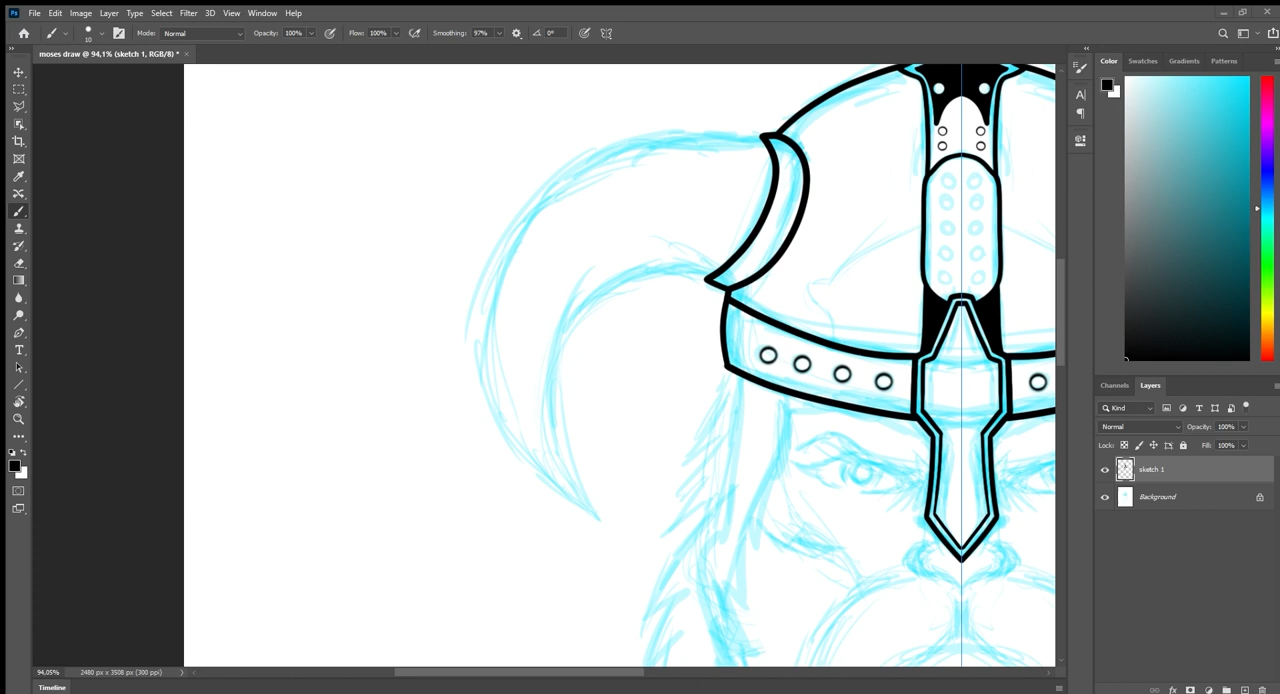 Ps File Edit Image Layer Type Select Filter 3D View Window Help
10 Mode: Normal Opacity: 100% Flow: 100% Smoothing: 97% 0°
moses draw @ 94,1% (sketch 1, RGB/8) *
Color Swatches Gradients Patterns
Channels Layers
Kind
Normal Opacity: 100%
Lock: Fill: 100%
sketch 1
Background
94,05% 2480 px x 3508 px (300 ppi)
Timeline